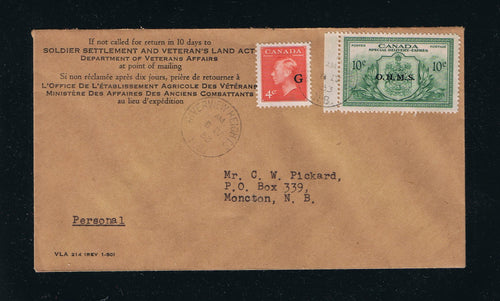 If not called for return in 10 days to
SOLDIER SETTLEMENT AND VETERAN'S LAND ACT
DEPARTMENT OF VETERANS AFFAIRS
at point of mailing
Si non réclamée après dix jours, prière de retourner à
L'OFFICE DE L'ÉTABLISSEMENT AGRICOLE DES VÉTÉRANS
MINISTÈRE DES AFFAIRES DES ANCIENS COMBATTANTS
au lieu d'expédition
CANADA
G
4¢
POSTES POSTAGE
CANADA
SPECIAL DELIVERY-EXPRÈS
10¢ 10¢
O.H.M.S.
Mr. C. W. Pickard,
P.O. Box 339,
Moncton, N. B.
Personal
VLA 214 (REV 1-50)